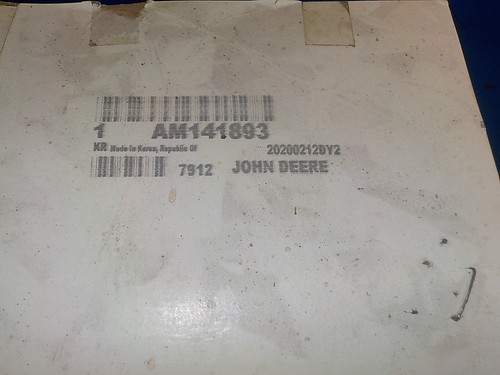 1 AM141893
KR Made In Korea, Republic Of 20200212DY2
7912 JOHN DEERE